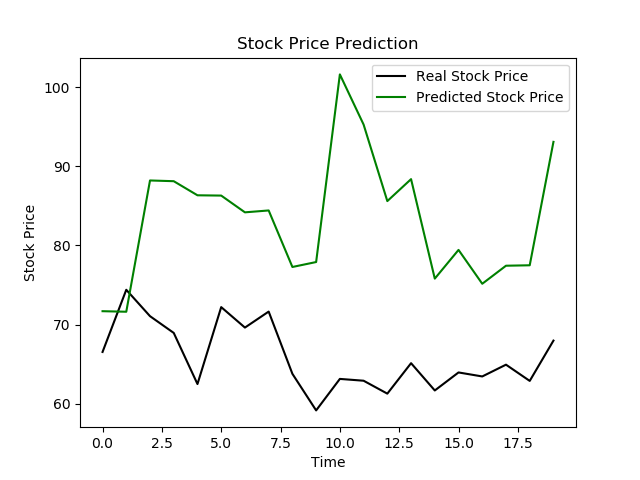 Stock Price Prediction
Real Stock Price
Predicted Stock Price
100
90
80
70
60
Stock Price
0.0 2.5 5.0 7.5 10.0 12.5 15.0 17.5
Time